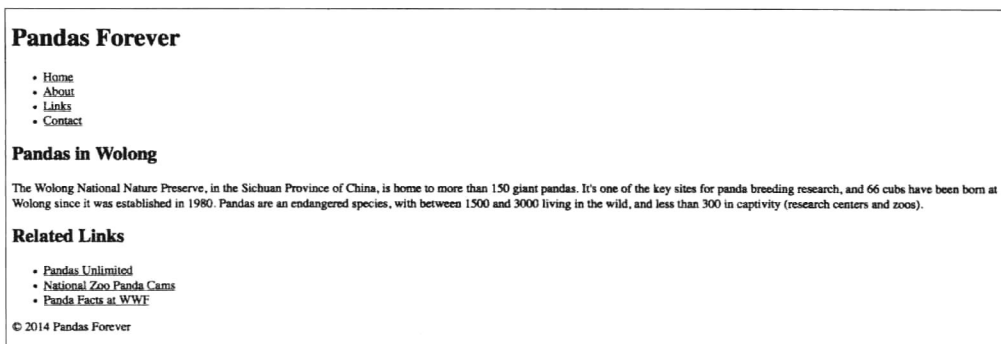 Pandas Forever
• Home
• About
• Links
• Contact
Pandas in Wolong
The Wolong National Nature Preserve, in the Sichuan Province of China, is home to more than 150 giant pandas. It's one of the key sites for panda breeding research, and 66 cubs have been born at
Wolong since it was established in 1980. Pandas are an endangered species, with between 1500 and 3000 living in the wild, and less than 300 in captivity (research centers and zoos).
Related Links
• Pandas Unlimited
• National Zoo Panda Cams
• Panda Facts at WWF
© 2014 Pandas Forever